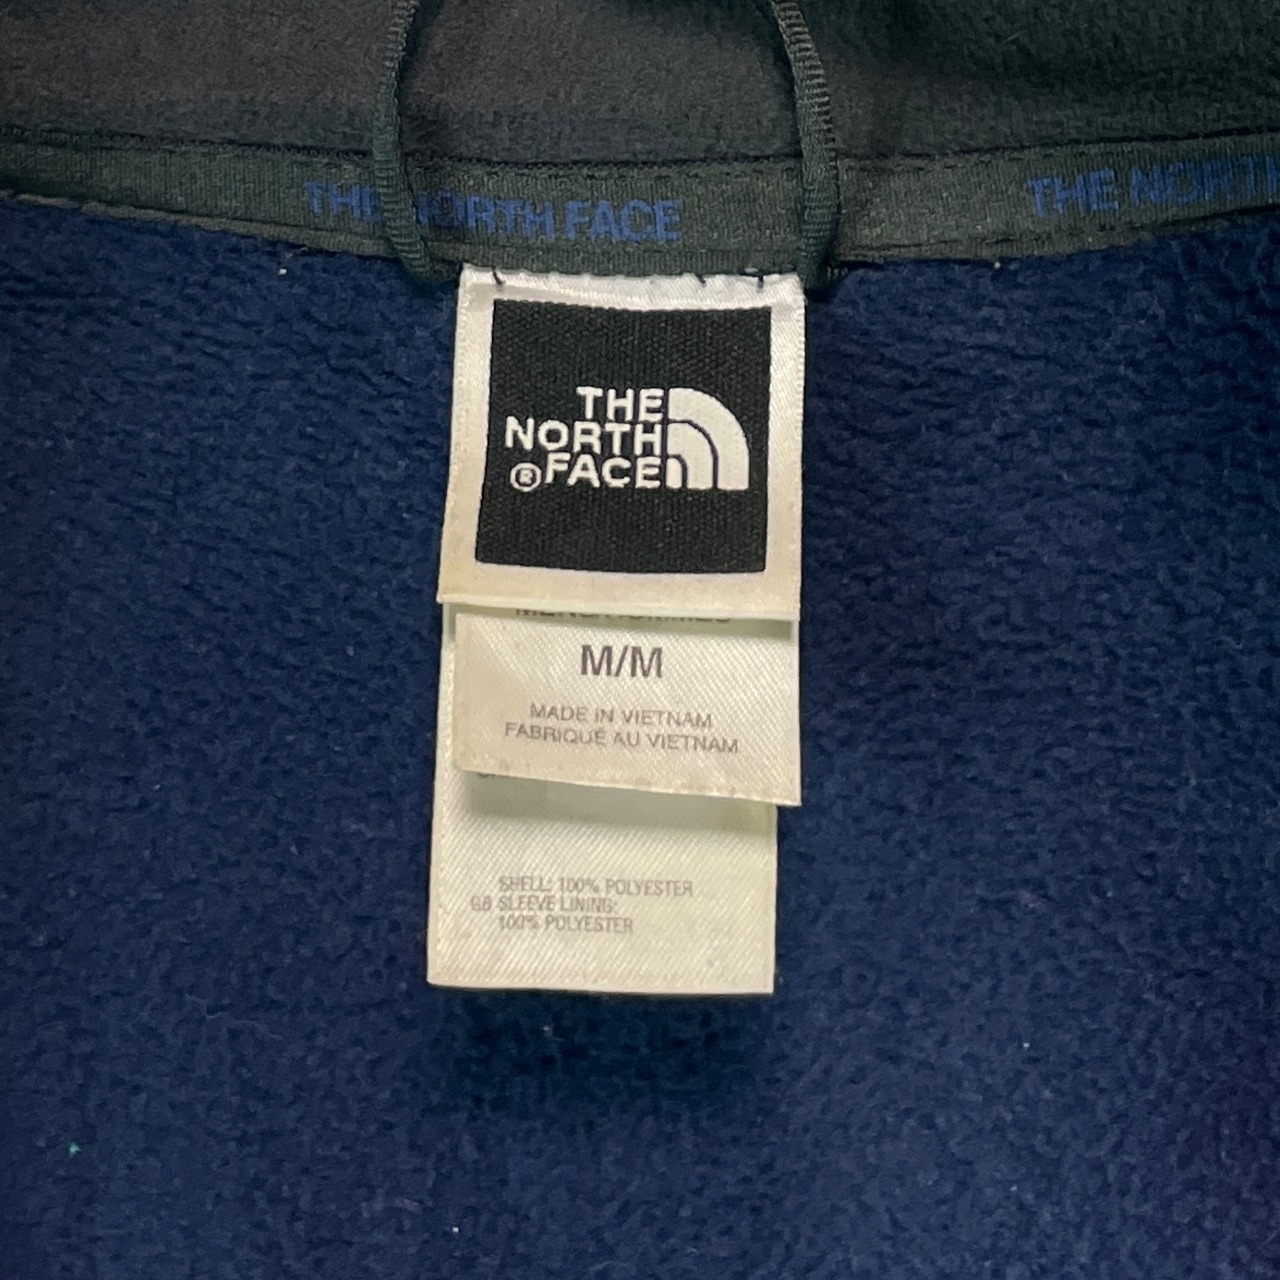 THE NORTH FACE
THE NORTH
THE
NORTH
® FACE
M/M
MADE IN VIETNAM
FABRIQUÉ AU VIETNAM
SHELL: 100% POLYESTER
GB SLEEVE LINING:
100% POLYESTER